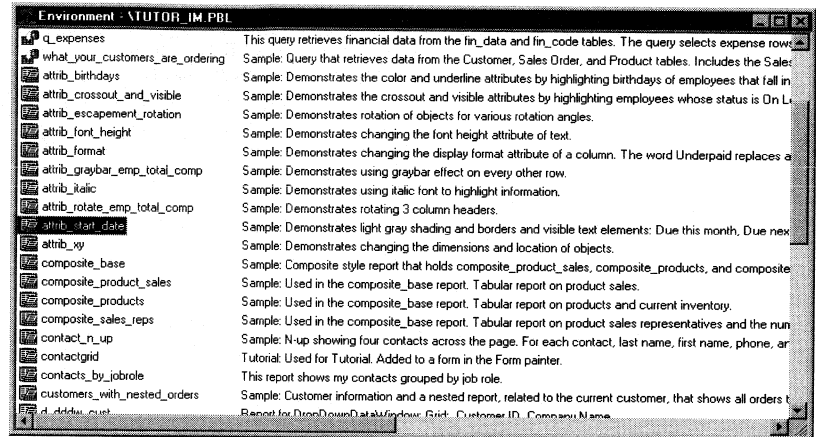 Environment - \TUTOR_IM.PBL
q_expenses This query retrieves financial data from the fin_data and fin_code tables. The query selects expense rows
what_your_customers_are_ordering Sample: Query that retrieves data from the Customer, Sales Order, and Product tables. Includes the Sales
attrib_birthdays Sample: Demonstrates the color and underline attributes by highlighting birthdays of employees that fall in
attrib_crossout_and_visible Sample: Demonstrates the crossout and visible attributes by highlighting employees whose status is On L
attrib_escapement_rotation Sample: Demonstrates rotation of objects for various rotation angles.
attrib_font_height Sample: Demonstrates changing the font height attribute of text.
attrib_format Sample: Demonstrates changing the display format attribute of a column. The word Underpaid replaces a
attrib_graybar_emp_total_comp Sample: Demonstrates using graybar effect on every other row.
attrib_italic Sample: Demonstrates using italic font to highlight information.
attrib_rotate_emp_total_comp Sample: Demonstrates rotating 3 column headers.
attrib_start_date Sample: Demonstrates light gray shading and borders and visible text elements: Due this month, Due nex
attrib_xy Sample: Demonstrates changing the dimensions and location of objects.
composite_base Sample: Composite style report that holds composite_product_sales, composite_products, and composite
composite_product_sales Sample: Used in the composite_base report. Tabular report on product sales.
composite_products Sample: Used in the composite_base report. Tabular report on products and current inventory.
composite_sales_reps Sample: Used in the composite_base report. Tabular report on product sales representatives and the num
contact_n_up Sample: N-up showing four contacts across the page. For each contact, last name, first name, phone, ar
contactgrid Tutorial: Used for Tutorial. Added to a form in the Form painter.
contacts_by_jobrole This report shows my contacts grouped by job role.
customers_with_nested_orders Sample: Customer information and a nested report, related to the current customer, that shows all orders t
d_dddw_cust Report for DropDownDataWindow: Grid: Customer ID, Company Name